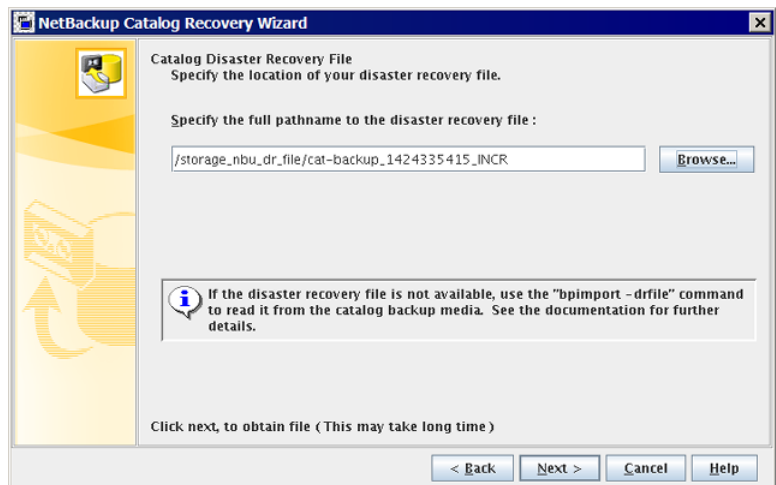 NetBackup Catalog Recovery Wizard
Catalog Disaster Recovery File
Specify the location of your disaster recovery file.
Specify the full pathname to the disaster recovery file :
/storage_nbu_dr_file/cat-backup_1424335415_INCR
Browse...
If the disaster recovery file is not available, use the "bpimport -drfile" command
to read it from the catalog backup media. See the documentation for further
details.
Click next, to obtain file (This may take long time)
< Back
Next >
Cancel
Help